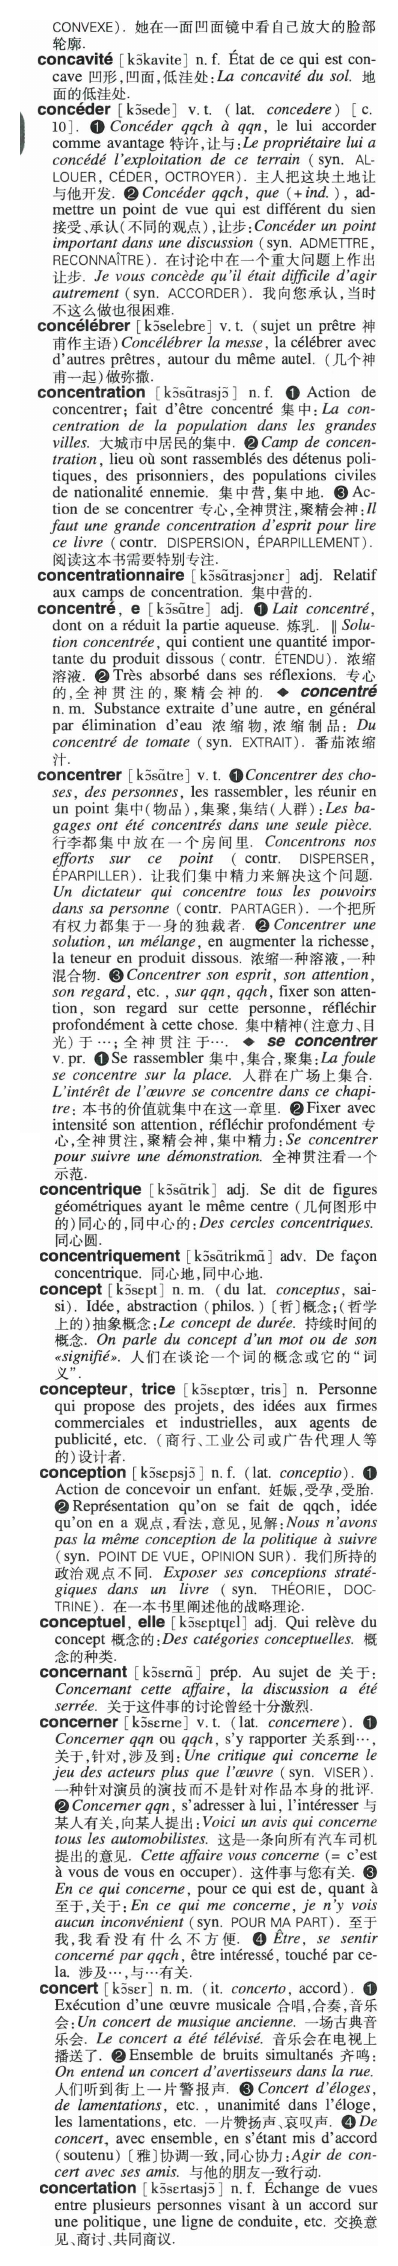 CONVEXE). 她在一面凹面镜中看自己放大的脸部
轮廓.
concavité [kɔ̃kavite] n. f. État de ce qui est con-
cave 凹形,凹面,低洼处:La concavité du sol. 地
面的低洼处.
concéder [kɔ̃sede] v. t. (lat. concedere) [c.
10]. ❶ Concéder qqch à qqn, le lui accorder
comme avantage 特许,让与:Le propriétaire lui a
concédé l'exploitation de ce terrain (syn. AL-
LOUER, CÉDER, OCTROYER). 主人把这块土地让
与他开发. ❷ Concéder qqch, que (+ ind.), ad-
mettre un point de vue qui est différent du sien
接受、承认(不同的观点),让步:Concéder un point
important dans une discussion (syn. ADMETTRE,
RECONNAÎTRE). 在讨论中在一个重大问题上作出
让步. Je vous concède qu'il était difficile d'agir
autrement (syn. ACCORDER). 我向您承认,当时
不这么做也很困难.
concélébrer [kɔ̃selebre] v. t. (sujet un prêtre 神
甫作主语) Concélébrer la messe, la célébrer avec
d'autres prêtres, autour du même autel. (几个神
甫一起)做弥撒.
concentration [kɔ̃sɑ̃trasjɔ̃] n. f. ❶ Action de
concentrer; fait d'être concentré 集中:La con-
centration de la population dans les grandes
villes. 大城市中居民的集中. ❷ Camp de concen-
tration, lieu où sont rassemblés des détenus poli-
tiques, des prisonniers, des populations civiles
de nationalité ennemie. 集中营,集中地. ❸ Ac-
tion de se concentrer 专心,全神贯注,聚精会神:Il
faut une grande concentration d'esprit pour lire
ce livre (contr. DISPERSION, ÉPARPILLEMENT).
阅读这本书需要特别专注.
concentrationnaire [kɔ̃sɑ̃trasjɔnɛr] adj. Relatif
aux camps de concentration. 集中营的.
concentré, e [kɔ̃sɑ̃tre] adj. ❶ Lait concentré,
dont on a réduit la partie aqueuse. 炼乳. ‖ Solu-
tion concentrée, qui contient une quantité impor-
tante du produit dissous (contr. ÉTENDU). 浓缩
溶液. ❷ Très absorbé dans ses réflexions. 专心
的,全神贯注的,聚精会神的. ◆ concentré
n. m. Substance extraite d'une autre, en général
par élimination d'eau 浓缩物,浓缩制品: Du
concentré de tomate (syn. EXTRAIT). 番茄浓缩
汁.
concentrer [kɔ̃sɑ̃tre] v. t. ❶ Concentrer des cho-
ses, des personnes, les rassembler, les réunir en
un point 集中(物品),集聚,集结(人群):Les ba-
gages ont été concentrés dans une seule pièce.
行李都集中放在一个房间里. Concentrons nos
efforts sur ce point (contr. DISPERSER,
ÉPARPILLER). 让我们集中精力来解决这个问题.
Un dictateur qui concentre tous les pouvoirs
dans sa personne (contr. PARTAGER). 一个把所
有权力都集于一身的独裁者. ❷ Concentrer une
solution, un mélange, en augmenter la richesse,
la teneur en produit dissous. 浓缩一种溶液,一种
混合物. ❸ Concentrer son esprit, son attention,
son regard, etc., sur qqn, qqch, fixer son atten-
tion, son regard sur cette personne, réfléchir
profondément à cette chose. 集中精神(注意力、目
光)于…;全神贯注于…. ◆ se concentrer
v. pr. ❶ Se rassembler 集中,集合,聚集:La foule
se concentre sur la place. 人群在广场上集合.
L'intérêt de l'œuvre se concentre dans ce chapi-
tre: 本书的价值就集中在这一章里. ❷ Fixer avec
intensité son attention, réfléchir profondément 专
心,全神贯注,聚精会神,集中精力:Se concentrer
pour suivre une démonstration. 全神贯注看一个
示范.
concentrique [kɔ̃sɑ̃trik] adj. Se dit de figures
géométriques ayant le même centre (几何图形中
的)同心的,同中心的:Des cercles concentriques.
同心圆.
concentriquement [kɔ̃sɑ̃trikmɑ̃] adv. De façon
concentrique. 同心地,同中心地.
concept [kɔ̃sɛpt] n. m. (du lat. conceptus, sai-
si). Idée, abstraction (philos.) [哲]概念;(哲学
上的)抽象概念:Le concept de durée. 持续时间的
概念. On parle du concept d'un mot ou de son
«signifié». 人们在谈论一个词的概念或它的“词
义”.
concepteur, trice [kɔ̃sɛptœr, tris] n. Personne
qui propose des projets, des idées aux firmes
commerciales et industrielles, aux agents de
publicité, etc. (商行、工业公司或广告代理人等
的)设计者.
conception [kɔ̃sɛpsjɔ̃] n. f. (lat. conceptio). ❶
Action de concevoir un enfant. 妊娠,受孕,受胎.
❷ Représentation qu'on se fait de qqch, idée
qu'on en a 观点,看法,意见,见解:Nous n'avons
pas la même conception de la politique à suivre
(syn. POINT DE VUE, OPINION SUR). 我们所持的
政治观点不同. Exposer ses conceptions straté-
giques dans un livre (syn. THÉORIE, DOC-
TRINE). 在一本书里阐述他的战略理论.
conceptuel, elle [kɔ̃sɛptɥɛl] adj. Qui relève du
concept 概念的:Des catégories conceptuelles. 概
念的种类.
concernant [kɔ̃sɛrnɑ̃] prép. Au sujet de 关于:
Concernant cette affaire, la discussion a été
serrée. 关于这件事的讨论曾经十分激烈.
concerner [kɔ̃sɛrne] v. t. (lat. concernere). ❶
Concerner qqn ou qqch, s'y rapporter 关系到…,
关于,针对,涉及到:Une critique qui concerne le
jeu des acteurs plus que l'œuvre (syn. VISER).
一种针对演员的演技而不是针对作品本身的批评.
❷ Concerner qqn, s'adresser à lui, l'intéresser 与
某人有关,向某人提出:Voici un avis qui concerne
tous les automobilistes. 这是一条向所有汽车司机
提出的意见. Cette affaire vous concerne (= c'est
à vous de vous en occuper). 这件事与您有关. ❸
En ce qui concerne, pour ce qui est de, quant à
至于,关于:En ce qui me concerne, je n'y vois
aucun inconvénient (syn. POUR MA PART). 至于
我,我看没有什么不方便. ❹ Être, se sentir
concerné par qqch, être intéressé, touché par ce-
la. 涉及…,与…有关.
concert [kɔ̃sɛr] n. m. (it. concerto, accord). ❶
Exécution d'une œuvre musicale 合唱,合奏,音乐
会:Un concert de musique ancienne. 一场古典音
乐会. Le concert a été télévisé. 音乐会在电视上
播送了. ❷ Ensemble de bruits simultanés 齐鸣:
On entend un concert d'avertisseurs dans la rue.
人们听到街上一片警报声. ❸ Concert d'éloges,
de lamentations, etc., unanimité dans l'éloge,
les lamentations, etc. 一片赞扬声、哀叹声. ❹ De
concert, avec ensemble, en s'étant mis d'accord
(soutenu) [雅]协调一致,同心协力:Agir de con-
cert avec ses amis. 与他的朋友一致行动.
concertation [kɔ̃sɛrtasjɔ̃] n. f. Échange de vues
entre plusieurs personnes visant à un accord sur
une politique, une ligne de conduite, etc. 交换意
见、商讨、共同商议.